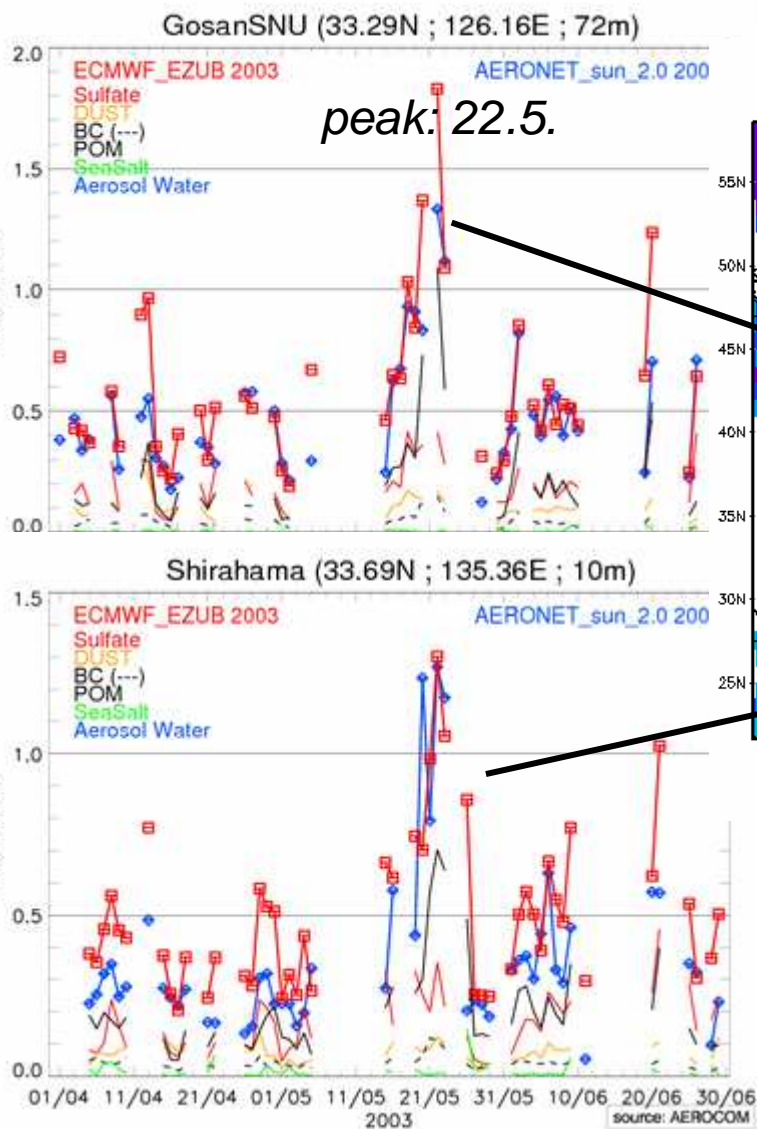 GosanSNU (33.29N ; 126.16E ; 72m)
2.0
ECMWF_EZUB 2003
AERONET_sun_2.0 200
Sulfate
DUST
BC (---)
POM
SeaSalt
Aerosol Water
peak: 22.5.
1.5
1.0
0.5
0.0
55N
50N
45N
40N
35N
30N
25N
Shirahama (33.69N ; 135.36E ; 10m)
1.5
ECMWF_EZUB 2003
AERONET_sun_2.0 200
Sulfate
DUST
BC (---)
POM
SeaSalt
Aerosol Water
1.0
0.5
0.0
01/04 11/04 21/04 01/05 11/05 21/05 31/05 10/06 20/06 30/06
2003
source: AEROCOM